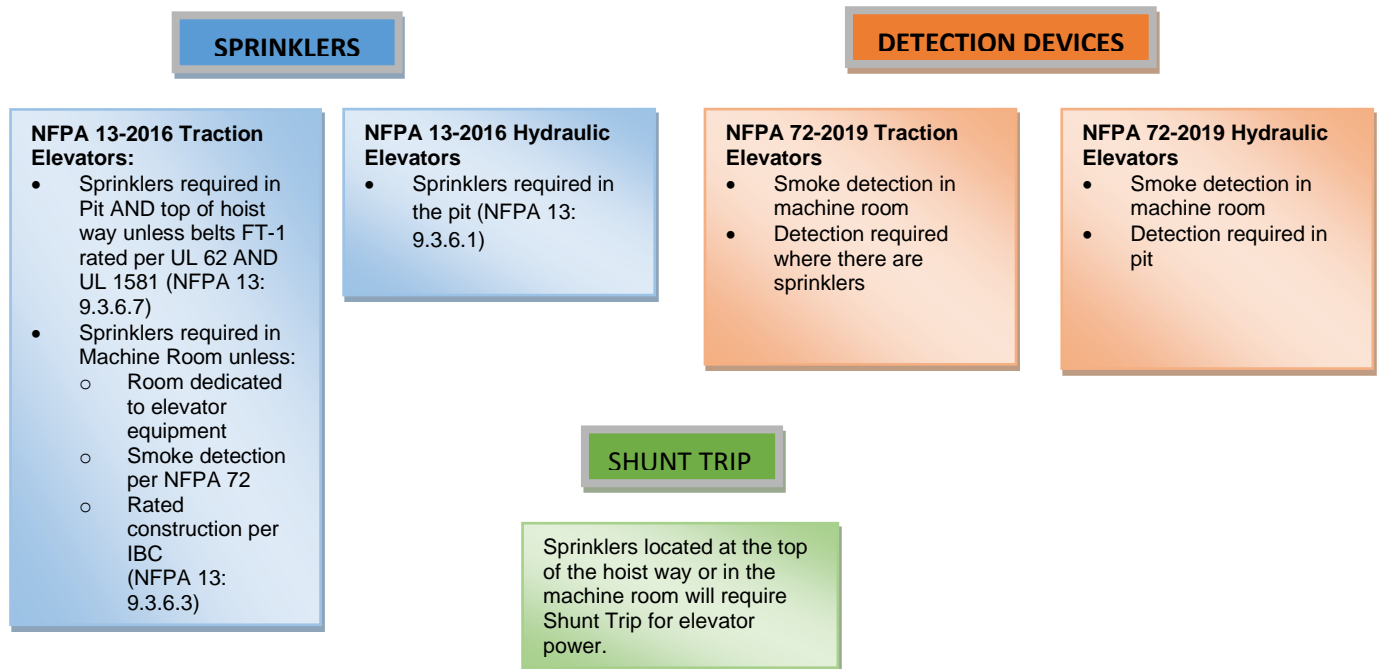 SPRINKLERS
DETECTION DEVICES
NFPA 13-2016 Traction
Elevators:
• Sprinklers required in
Pit AND top of hoist
way unless belts FT-1
rated per UL 62 AND
UL 1581 (NFPA 13:
9.3.6.7)
• Sprinklers required in
Machine Room unless:
o Room dedicated
to elevator
equipment
o Smoke detection
per NFPA 72
o Rated
construction per
IBC
(NFPA 13:
9.3.6.3)
NFPA 13-2016 Hydraulic
Elevators
• Sprinklers required in
the pit (NFPA 13:
9.3.6.1)
NFPA 72-2019 Traction
Elevators
• Smoke detection in
machine room
• Detection required
where there are
sprinklers
NFPA 72-2019 Hydraulic
Elevators
• Smoke detection in
machine room
• Detection required in
pit
SHUNT TRIP
Sprinklers located at the top
of the hoist way or in the
machine room will require
Shunt Trip for elevator
power.